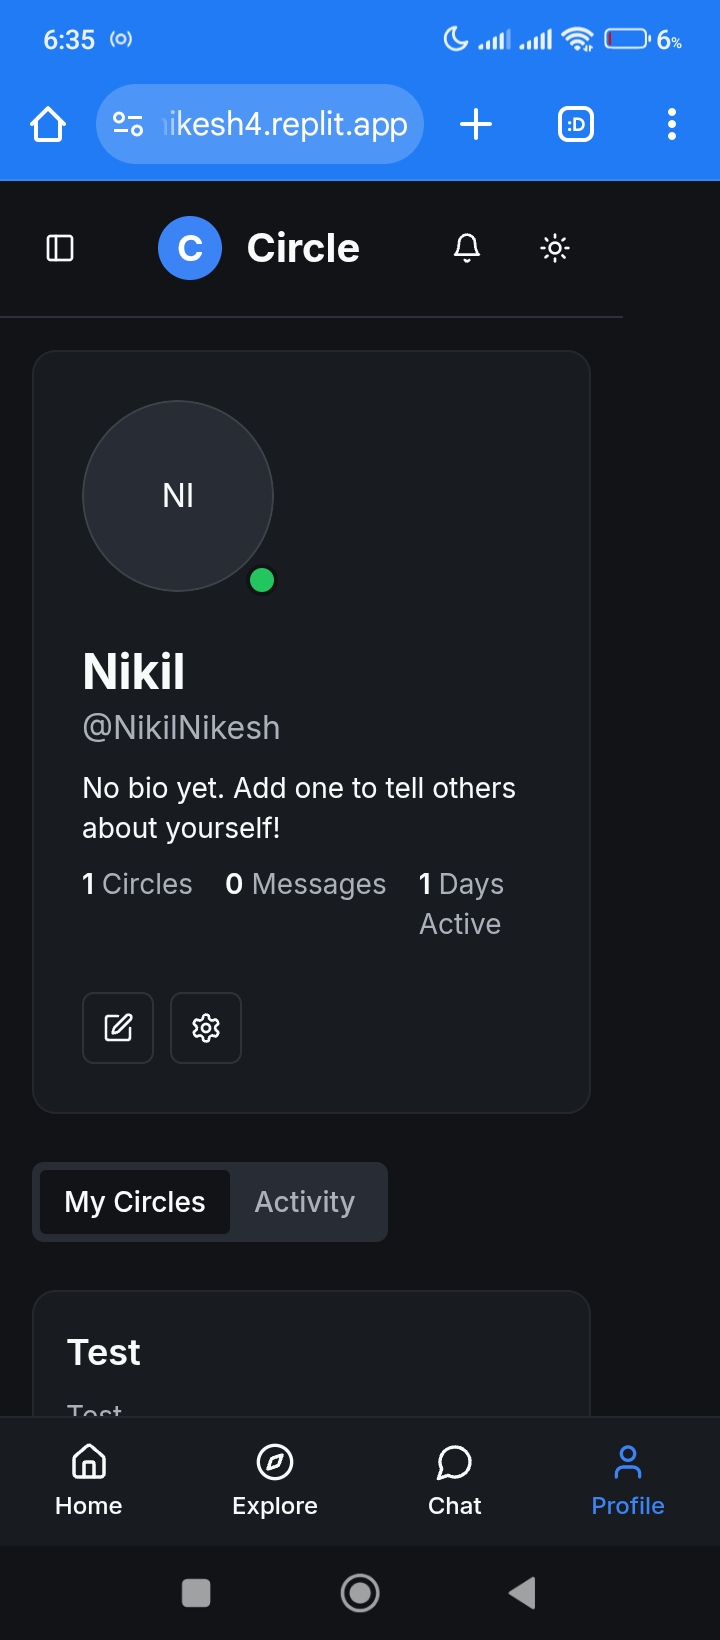 6:35
6%
ikesh4.replit.app
:D
C Circle
NI
Nikil
@NikilNikesh
No bio yet. Add one to tell others
about yourself!
1 Circles 0 Messages 1 Days
Active
My Circles Activity
Test
Test
Home Explore Chat Profile